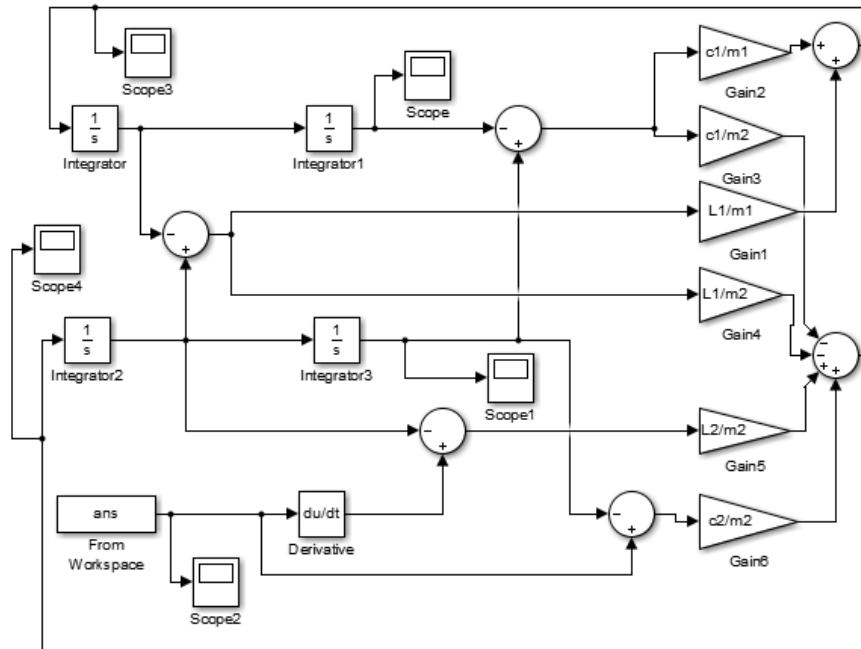 Scope3
Scope
c1/m1
Gain2
+
+
1
s
Integrator
1
s
Integrator1
−
+
c1/m2
Gain3
L1/m1
Gain1
−
+
Scope4
L1/m2
Gain4
1
s
Integrator2
1
s
Integrator3
Scope1
−
−
+
+
L2/m2
Gain5
−
+
ans
From
Workspace
du/dt
Derivative
−
+
c2/m2
Gain6
Scope2